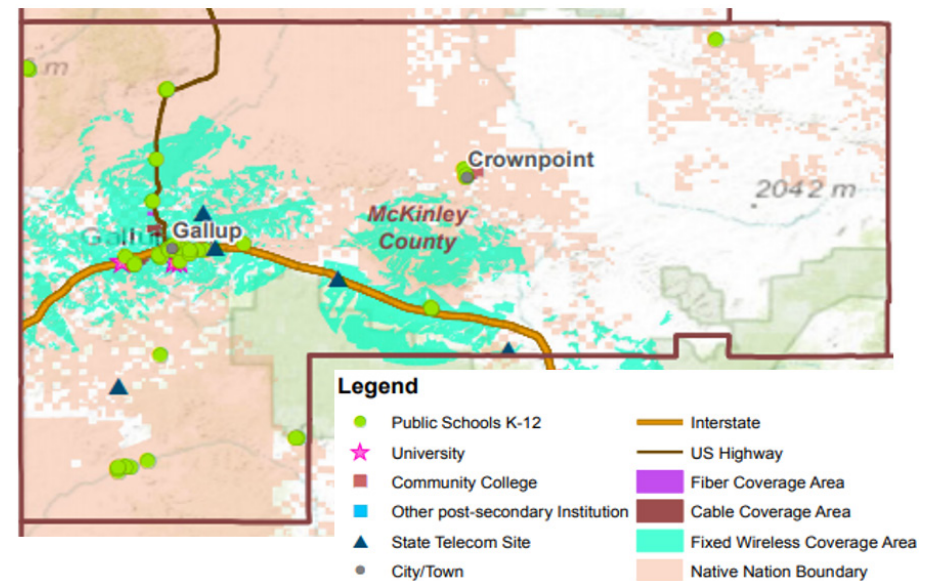 m
Crownpoint
2042 m
McKinley
County
Gallup
Gallup
Legend
Public Schools K-12
University
Community College
Other post-secondary Institution
State Telecom Site
City/Town
Interstate
US Highway
Fiber Coverage Area
Cable Coverage Area
Fixed Wireless Coverage Area
Native Nation Boundary